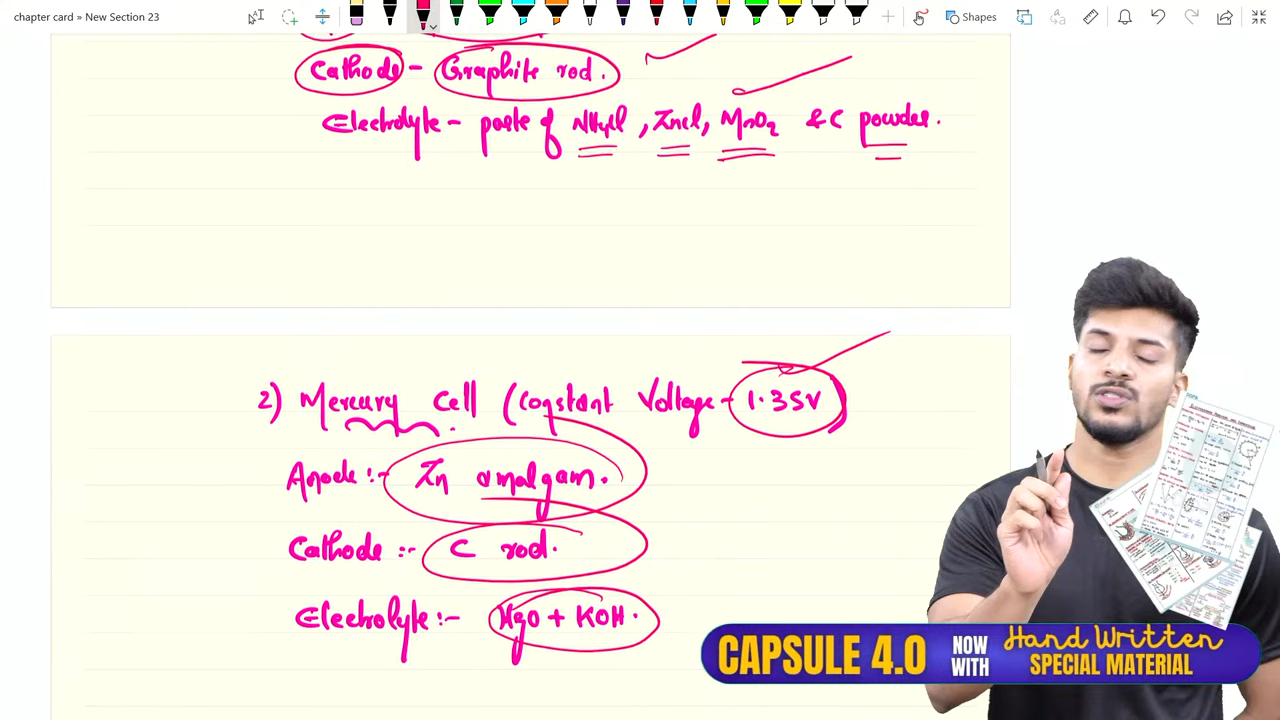 chapter card » New Section 23
Shapes
Cathode - Graphite rod.
Electrolyte - paste of NH4Cl, ZnCl, MnO2 & C powder.
2) Mercury Cell (Constant Voltage - 1.35V)
Anode :- Zn amalgam.
Cathode :- C rod.
Electrolyte :- HgO + KOH.
CAPSULE 4.0 NOW WITH Hand Written SPECIAL MATERIAL